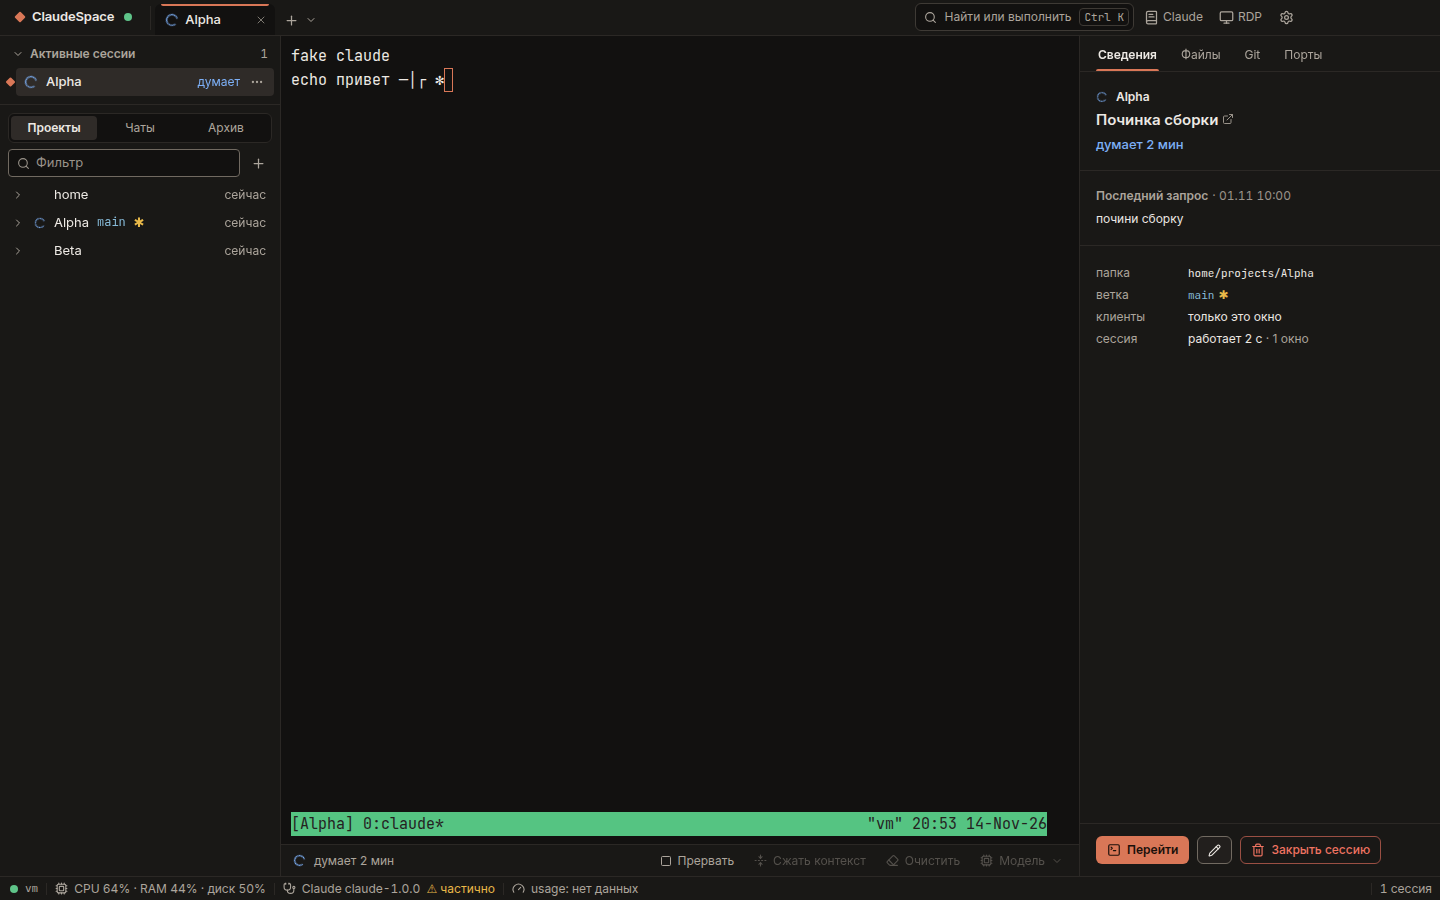 ClaudeSpace
Alpha
Найти или выполнить Ctrl K
Claude
RDP
Активные сессии 1
Alpha думает ...
Проекты Чаты Архив
Фильтр
home сейчас
Alpha main ✱ сейчас
Beta сейчас
fake claude
echo привет ─│┌ ✻
[Alpha] 0:claude* "vm" 20:53 14-Nov-26
думает 2 мин
Прервать
Сжать контекст
Очистить
Модель
Сведения Файлы Git Порты
Alpha
Починка сборки
думает 2 мин
Последний запрос · 01.11 10:00
почини сборку
папка home/projects/Alpha
ветка main ✱
клиенты только это окно
сессия работает 2 с · 1 окно
Перейти
Закрыть сессию
vm
CPU 64% · RAM 44% · диск 50%
Claude claude-1.0.0 ⚠ частично
usage: нет данных
1 сессия